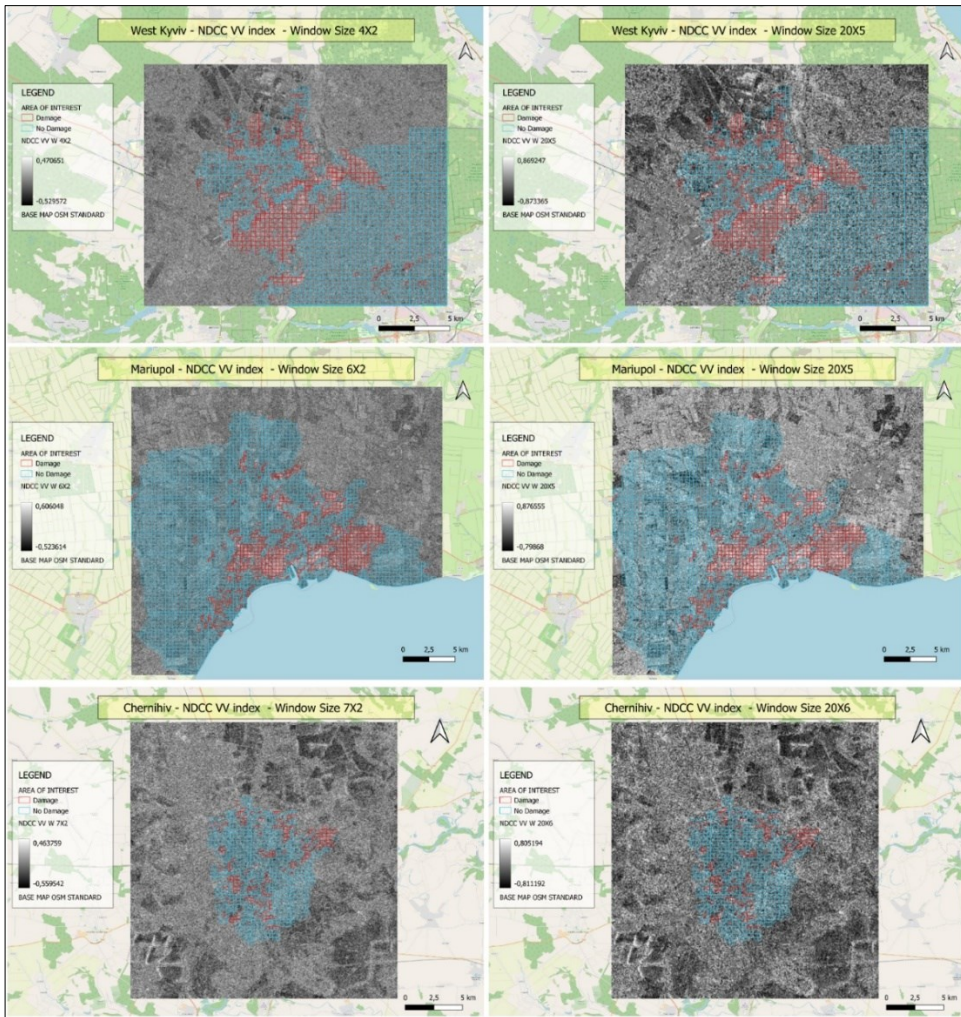 West Kyviv - NDCC VV index - Window Size 4X2
LEGEND
AREA OF INTEREST
Damage
No Damage
NDCC VV W 4X2
0,470651
-0,529572
BASE MAP OSM STANDARD
0 2,5 5 km
West Kyviv - NDCC VV index - Window Size 20X5
LEGEND
AREA OF INTEREST
Damage
No Damage
NDCC VV W 20X5
0,869247
-0,873365
BASE MAP OSM STANDARD
0 2,5 5 km
Mariupol - NDCC VV index - Window Size 6X2
LEGEND
AREA OF INTEREST
Damage
No Damage
NDCC VV W 6X2
0,606048
-0,523614
BASE MAP OSM STANDARD
0 2,5 5 km
Mariupol - NDCC VV index - Window Size 20X5
LEGEND
AREA OF INTEREST
Damage
No Damage
NDCC VV W 20X5
0,876555
-0,79868
BASE MAP OSM STANDARD
0 2,5 5 km
Chernihiv - NDCC VV index - Window Size 7X2
LEGEND
AREA OF INTEREST
Damage
No Damage
NDCC VV W 7X2
0,463759
-0,559542
BASE MAP OSM STANDARD
0 2,5 5 km
Chernihiv - NDCC VV index - Window Size 20X6
LEGEND
AREA OF INTEREST
Damage
No Damage
NDCC VV W 20X6
0,805194
-0,811192
BASE MAP OSM STANDARD
0 2,5 5 km